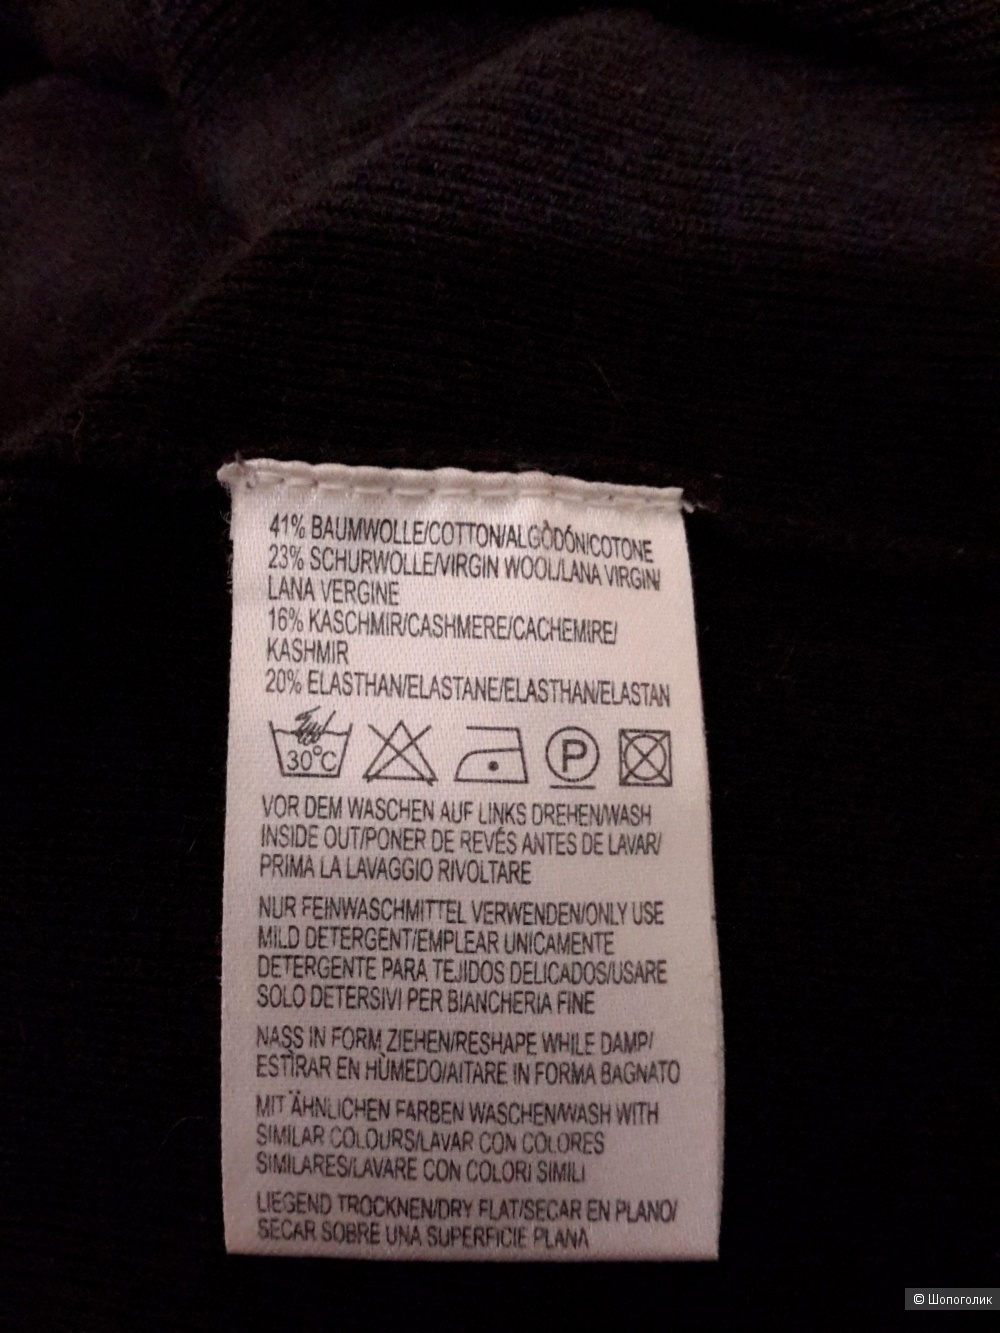 41% BAUMWOLLE/COTTON/ALGÒDÓN/COTONE
23% SCHURWOLLE/VIRGIN WOOL/LANA VIRGIN/
LANA VERGINE
16% KASCHMIR/CASHMERE/CACHEMIRE/
KASHMIR
20% ELASTHAN/ELASTANE/ELASTHAN/ELASTAN
30°C
P
VOR DEM WASCHEN AUF LINKS DREHEN/WASH
INSIDE OUT/PONER DE REVÉS ANTES DE LAVAR/
PRIMA LA LAVAGGIO RIVOLTARE
NUR FEINWASCHMITTEL VERWENDEN/ONLY USE
MILD DETERGENT/EMPLEAR UNICAMENTE
DETERGENTE PARA TEJIDOS DELICADOS/USARE
SOLO DETERSIVI PER BIANCHERIA FINE
NASS IN FORM ZIEHEN/RESHAPE WHILE DAMP/
ESTÌRAR EN HÙMEDO/AITARE IN FORMA BAGNATO
MIT ÄHNLICHEN FARBEN WASCHEN/WASH WITH
SIMILAR COLOURS/LAVAR CON COLORES
SIMILARES/LAVARE CON COLORI SIMILI
LIEGEND TROCKNEN/DRY FLAT/SECAR EN PLANO/
SECAR SOBRE UNA SUPERFICIE PLANA
© Шопоголик